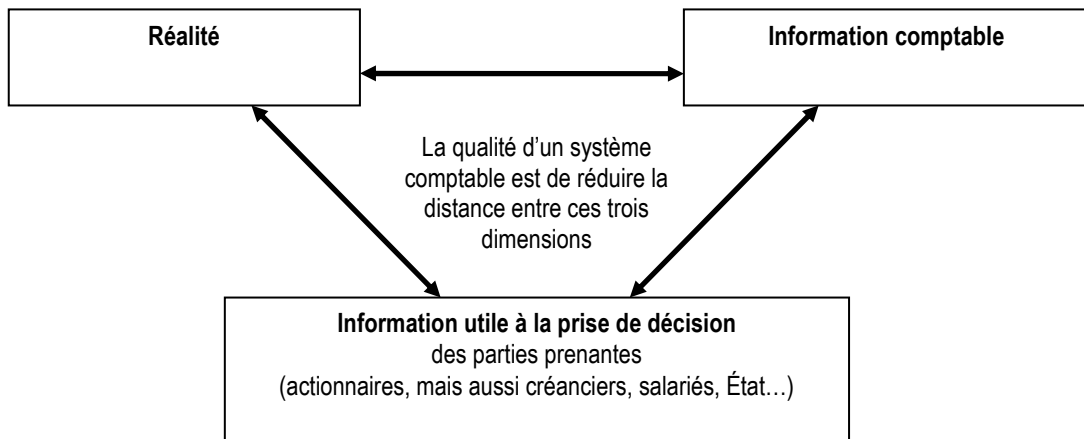 Réalité
Information comptable
La qualité d’un système
comptable est de réduire la
distance entre ces trois
dimensions
Information utile à la prise de décision
des parties prenantes
(actionnaires, mais aussi créanciers, salariés, État…)